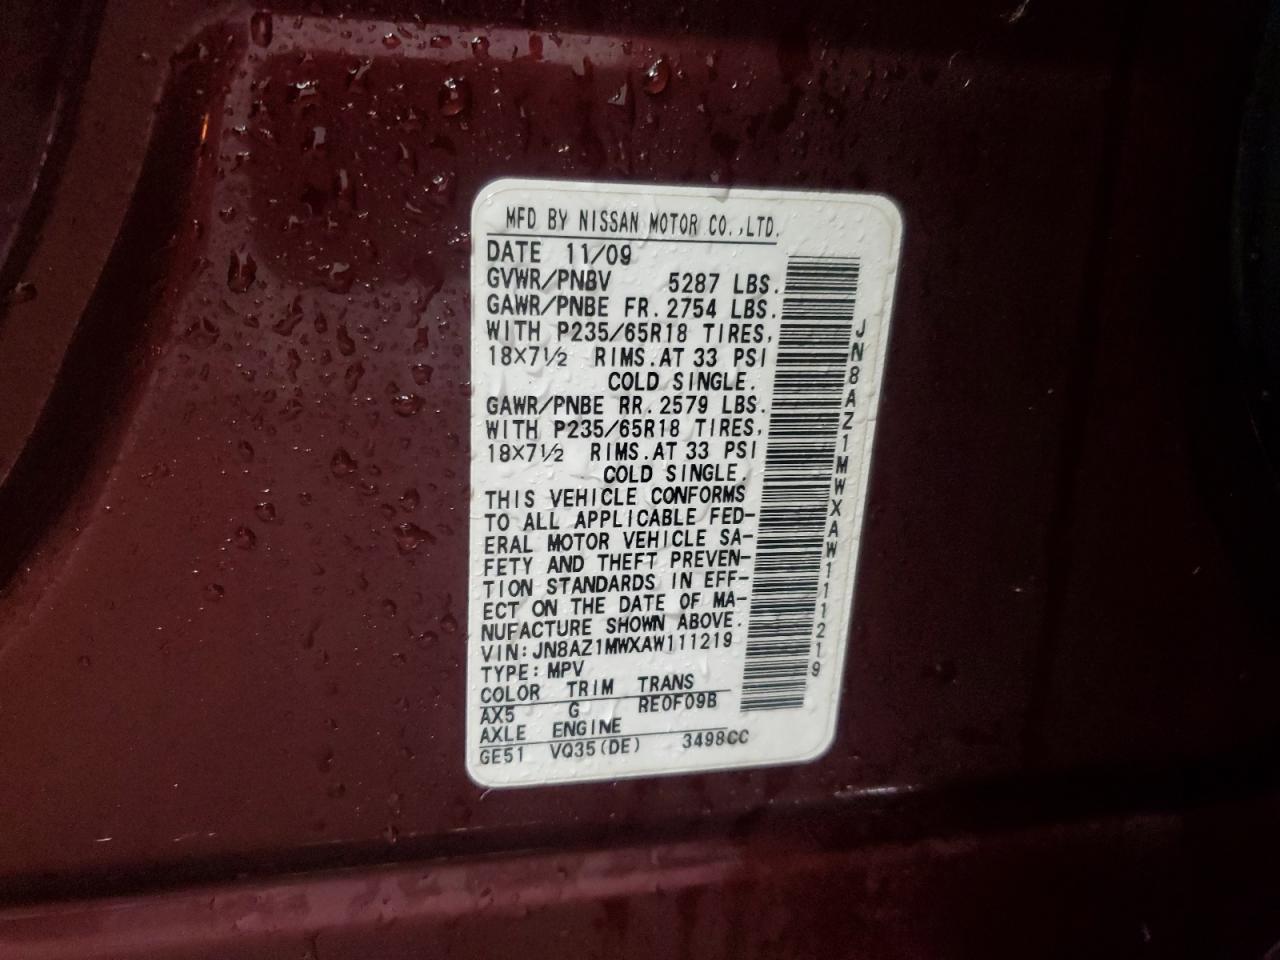 MFD BY NISSAN MOTOR CO.,LTD.
DATE 11/09
GVWR/PNBV 5287 LBS.
GAWR/PNBE FR. 2754 LBS.
WITH P235/65R18 TIRES,
18X7½ RIMS. AT 33 PSI
COLD SINGLE.
GAWR/PNBE RR. 2579 LBS.
WITH P235/65R18 TIRES,
18X7½ RIMS. AT 33 PSI
COLD SINGLE.
THIS VEHICLE CONFORMS
TO ALL APPLICABLE FED-
ERAL MOTOR VEHICLE SA-
FETY AND THEFT PREVEN-
TION STANDARDS IN EFF-
ECT ON THE DATE OF MA-
NUFACTURE SHOWN ABOVE.
VIN: JN8AZ1MWXAW111219
TYPE: MPV
COLOR TRIM TRANS
AX5 G RE0F09B
AXLE ENGINE
GE51 VQ35(DE) 3498CC
JN8AZ1MWXAW111219